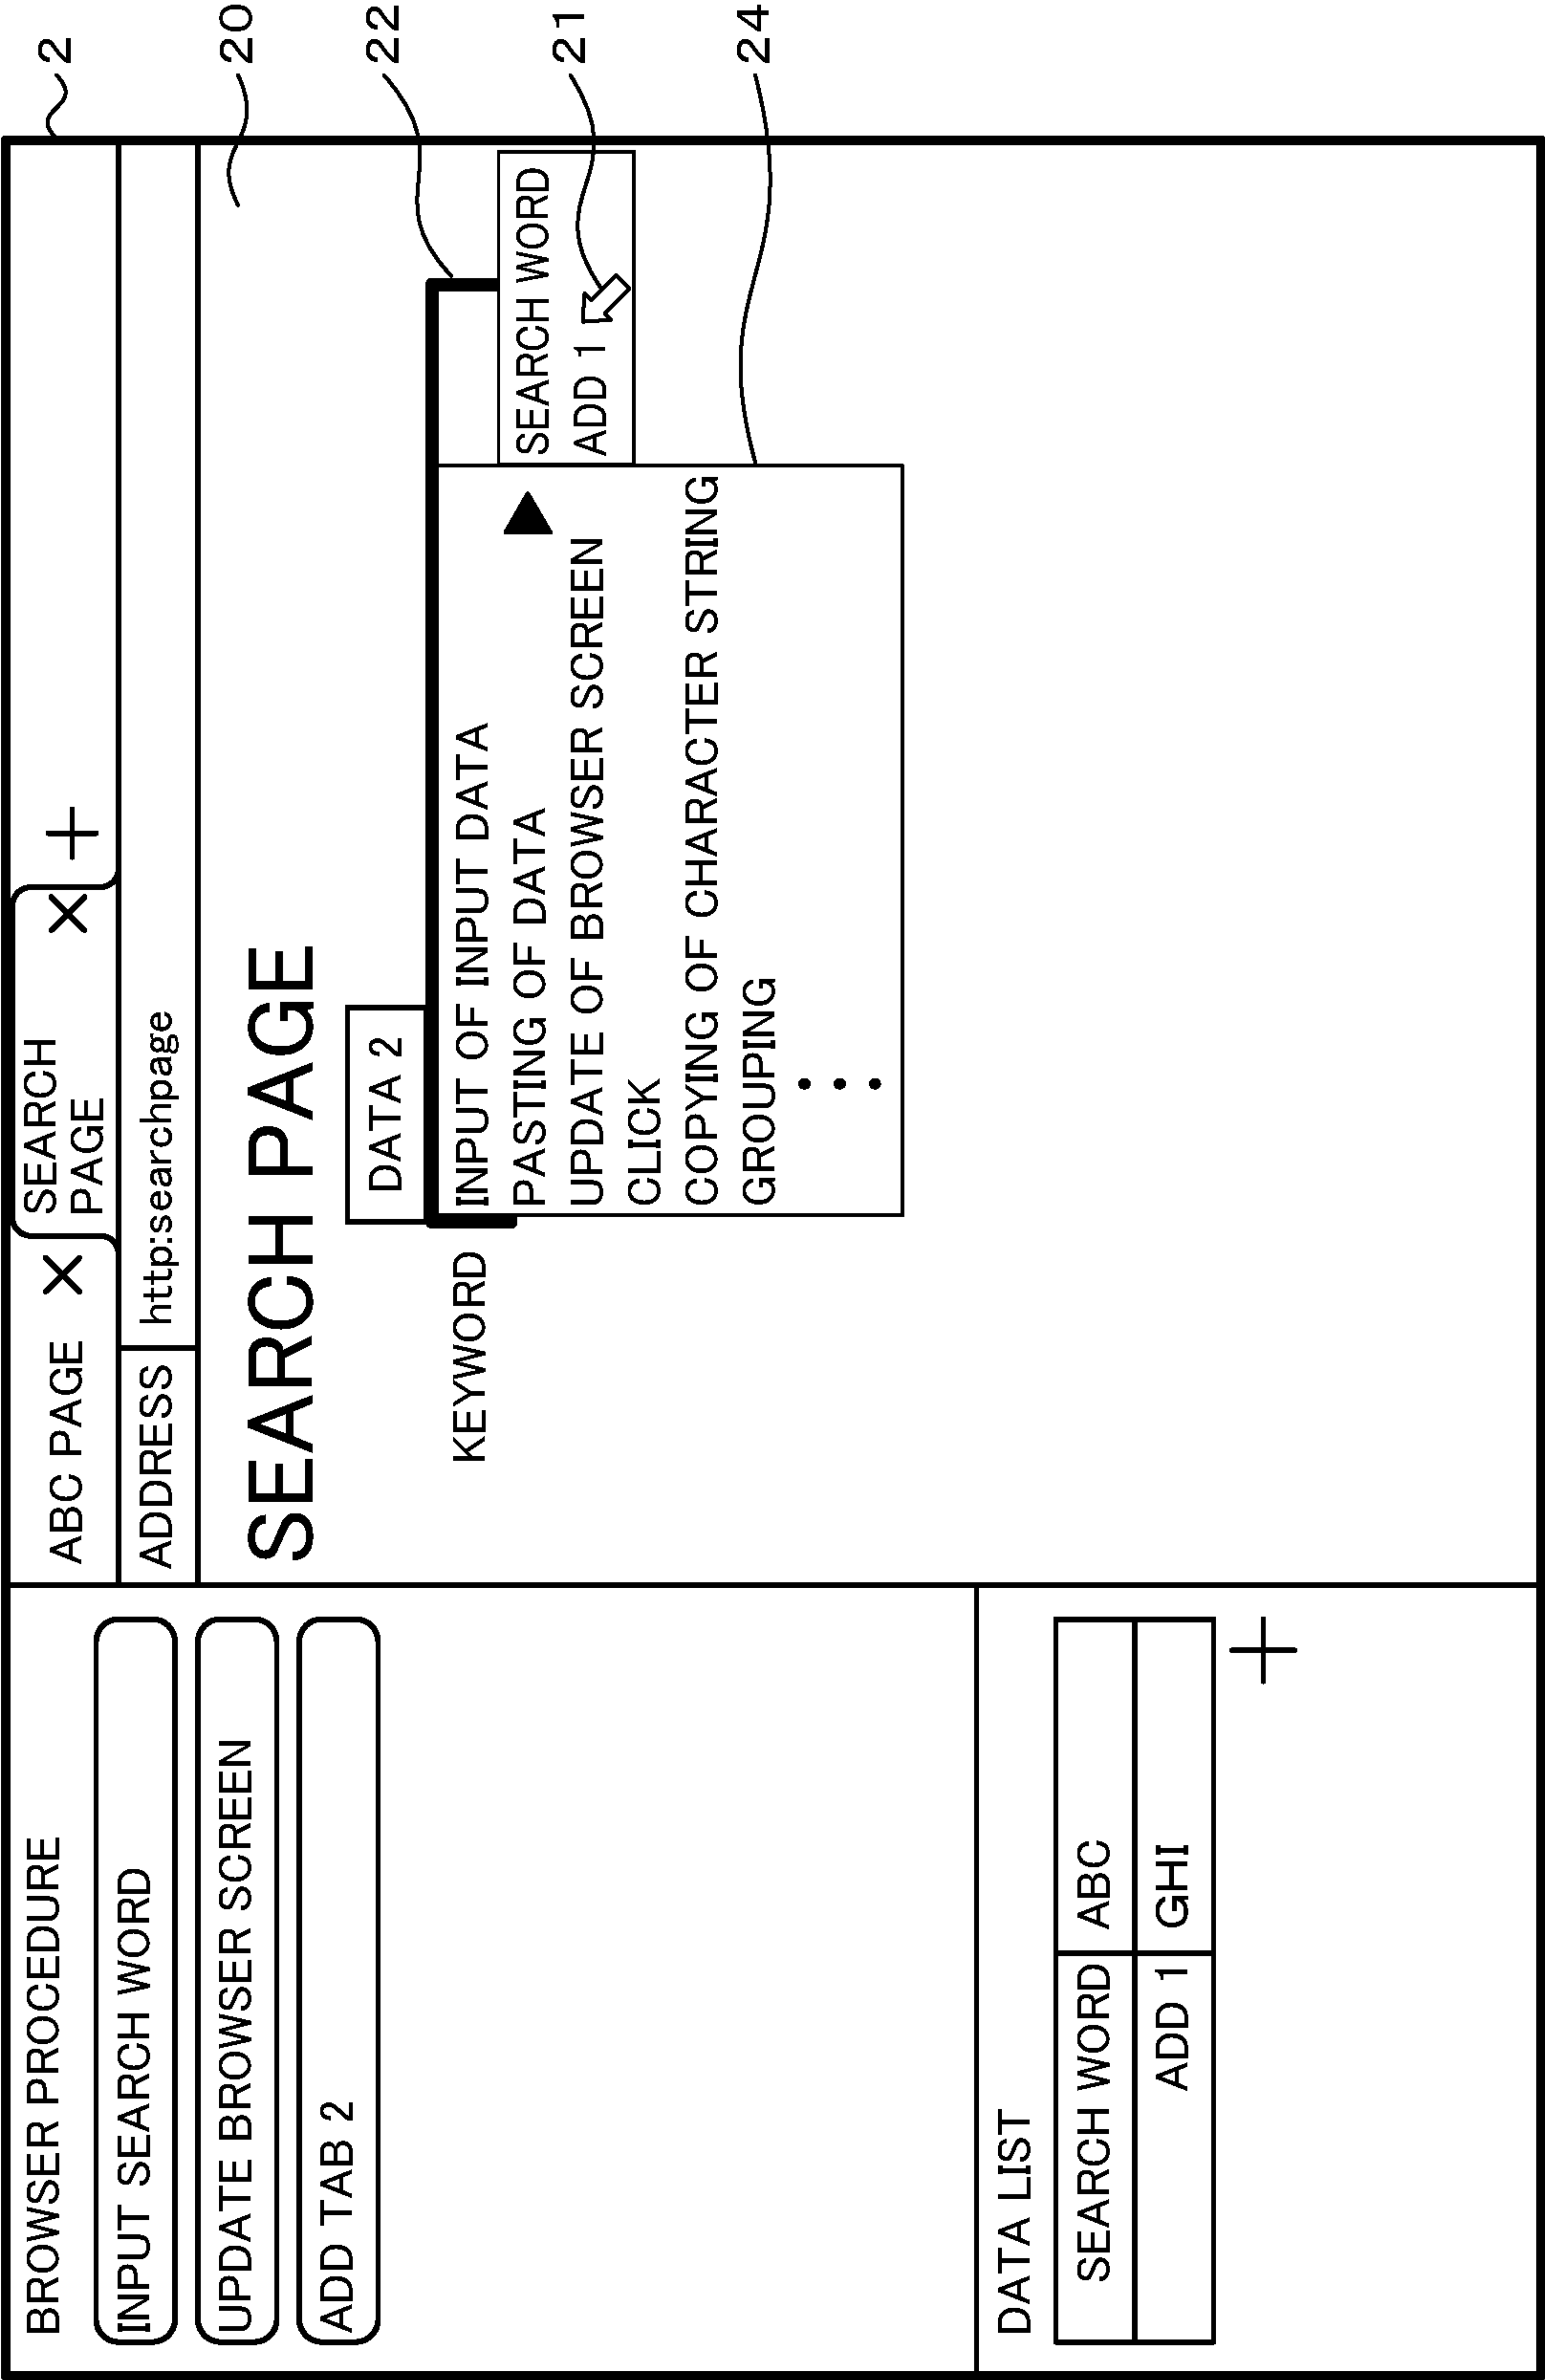 BROWSER PROCEDURE
INPUT SEARCH WORD
UPDATE BROWSER SCREEN
ADD TAB 2
DATA LIST
SEARCH WORD ABC
ADD 1 GHI
+
ABC PAGE ×
SEARCH
PAGE ×
+
ADDRESS http:searchpage
SEARCH PAGE
DATA 2
KEYWORD
INPUT OF INPUT DATA
PASTING OF DATA ▶
UPDATE OF BROWSER SCREEN
CLICK
COPYING OF CHARACTER STRING
GROUPING
SEARCH WORD
ADD 1
2
20
22
21
24